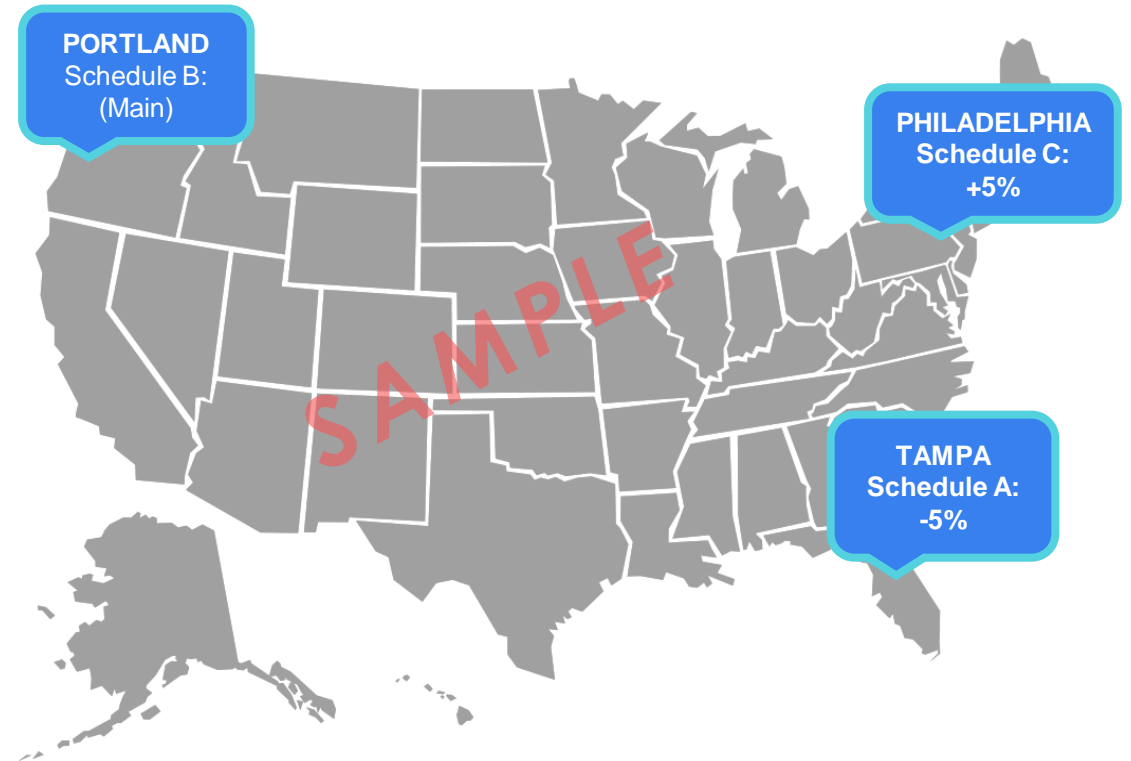 PORTLAND
Schedule B:
(Main)
PHILADELPHIA
Schedule C:
+5%
SAMPLE
TAMPA
Schedule A:
-5%